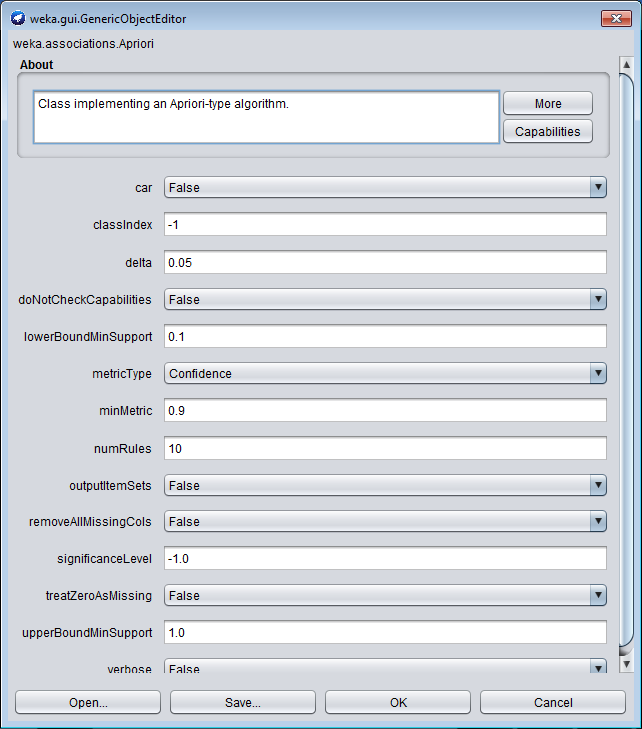 weka.gui.GenericObjectEditor
weka.associations.Apriori
About
Class implementing an Apriori-type algorithm.
More
Capabilities
car False
classIndex -1
delta 0.05
doNotCheckCapabilities False
lowerBoundMinSupport 0.1
metricType Confidence
minMetric 0.9
numRules 10
outputItemSets False
removeAllMissingCols False
significanceLevel -1.0
treatZeroAsMissing False
upperBoundMinSupport 1.0
verbose False
Open... Save... OK Cancel